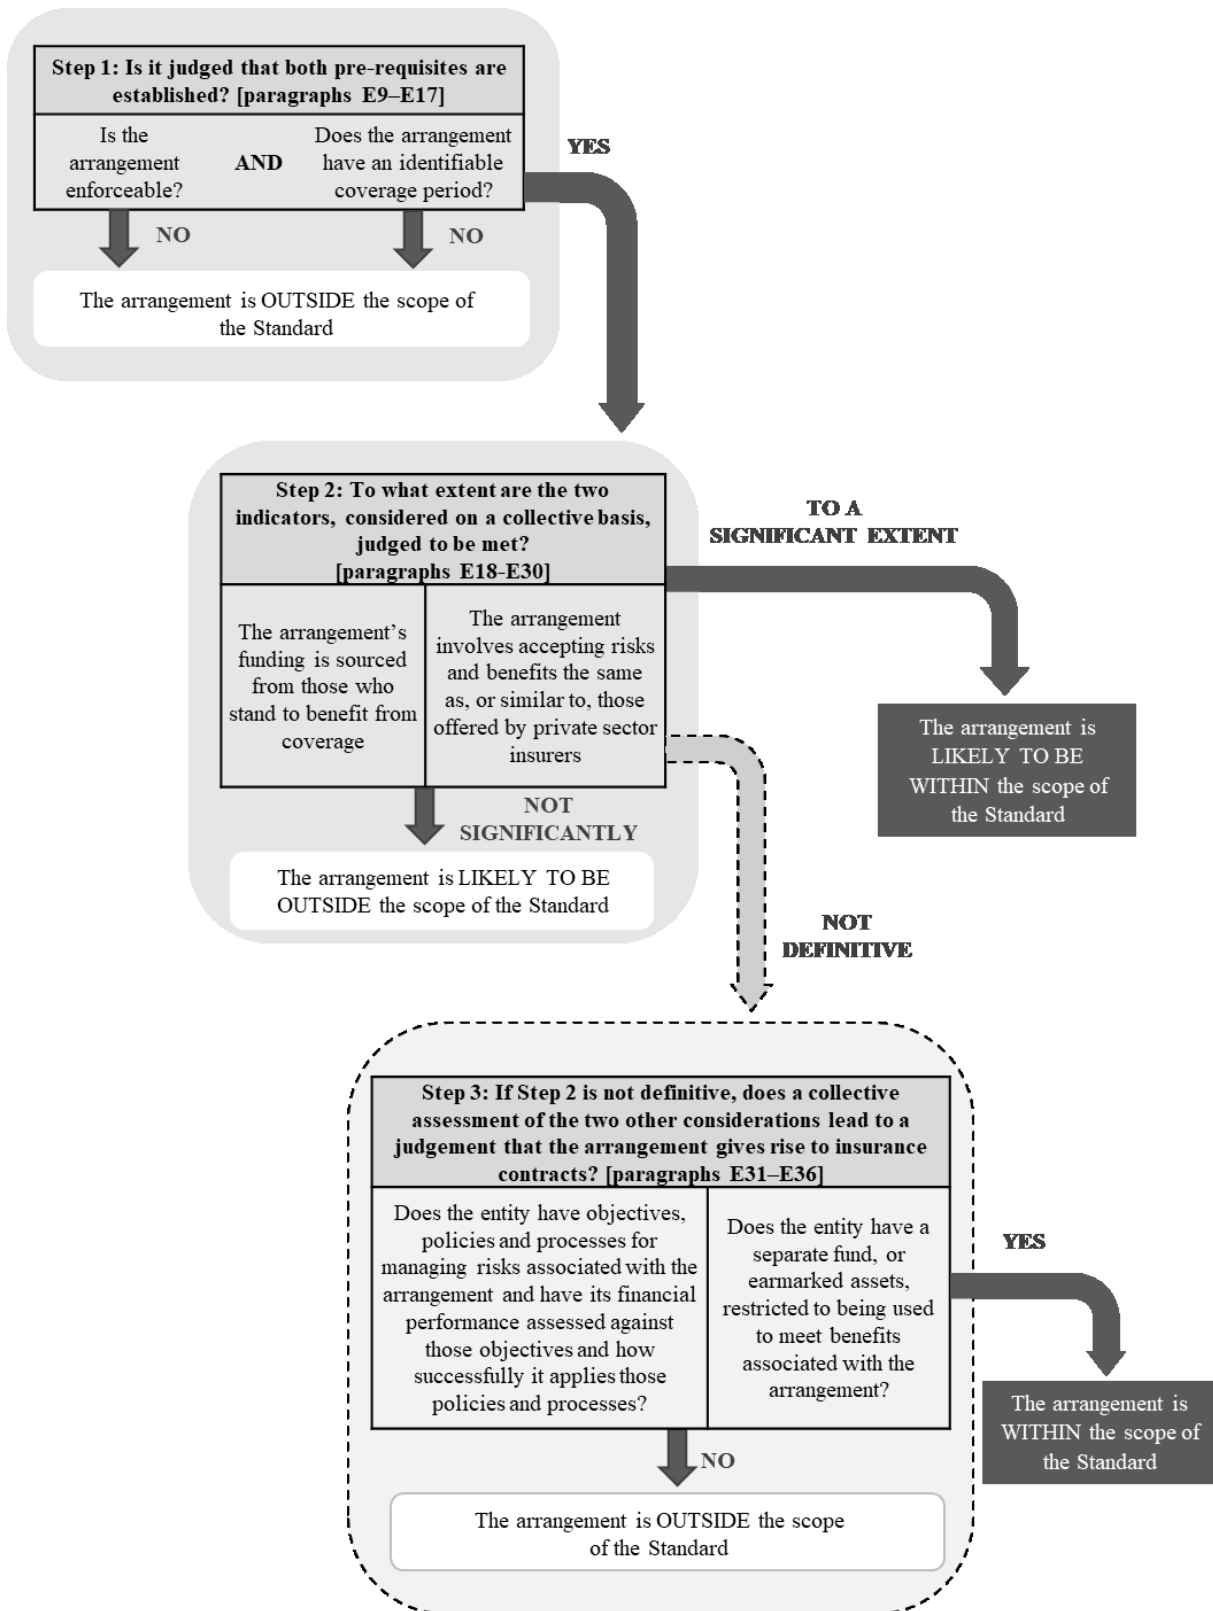 Step 1: Is it judged that both pre-requisites are
established? [paragraphs E9–E17]
Is the
arrangement
enforceable?
AND
Does the arrangement
have an identifiable
coverage period?
YES
NO
NO
The arrangement is OUTSIDE the scope of
the Standard
Step 2: To what extent are the two
indicators, considered on a collective basis,
judged to be met?
[paragraphs E18-E30]
TO A
SIGNIFICANT EXTENT
The arrangement’s
funding is sourced
from those who
stand to benefit from
coverage
The arrangement
involves accepting risks
and benefits the same
as, or similar to, those
offered by private sector
insurers
The arrangement is
LIKELY TO BE
WITHIN the scope of
the Standard
NOT
SIGNIFICANTLY
The arrangement is LIKELY TO BE
OUTSIDE the scope of the Standard
NOT
DEFINITIVE
Step 3: If Step 2 is not definitive, does a collective
assessment of the two other considerations lead to a
judgement that the arrangement gives rise to insurance
contracts? [paragraphs E31–E36]
Does the entity have objectives,
policies and processes for
managing risks associated with the
arrangement and have its financial
performance assessed against
those objectives and how
successfully it applies those
policies and processes?
Does the entity have a
separate fund, or
earmarked assets,
restricted to being used
to meet benefits
associated with the
arrangement?
YES
The arrangement is
WITHIN the scope of
the Standard
NO
The arrangement is OUTSIDE the scope
of the Standard